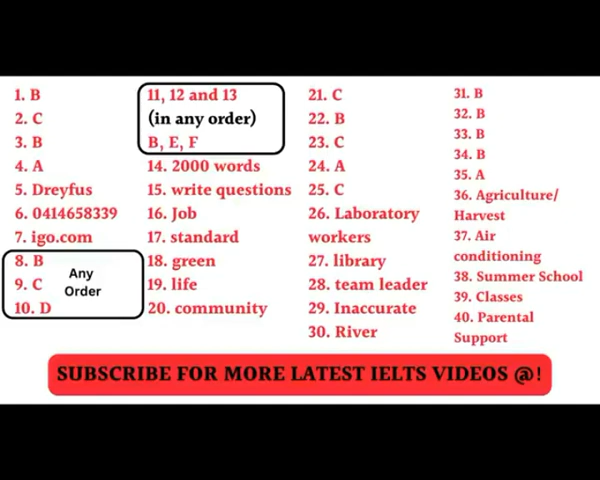 1. B
2. C
3. B
4. A
5. Dreyfus
6. 0414658339
7. igo.com
8. B
9. C
10. D
Any
Order
11, 12 and 13
(in any order)
B, E, F
14. 2000 words
15. write questions
16. Job
17. standard
18. green
19. life
20. community
21. C
22. B
23. C
24. A
25. C
26. Laboratory
workers
27. library
28. team leader
29. Inaccurate
30. River
31. B
32. B
33. B
34. B
35. A
36. Agriculture/
Harvest
37. Air
conditioning
38. Summer School
39. Classes
40. Parental
Support
SUBSCRIBE FOR MORE LATEST IELTS VIDEOS @!